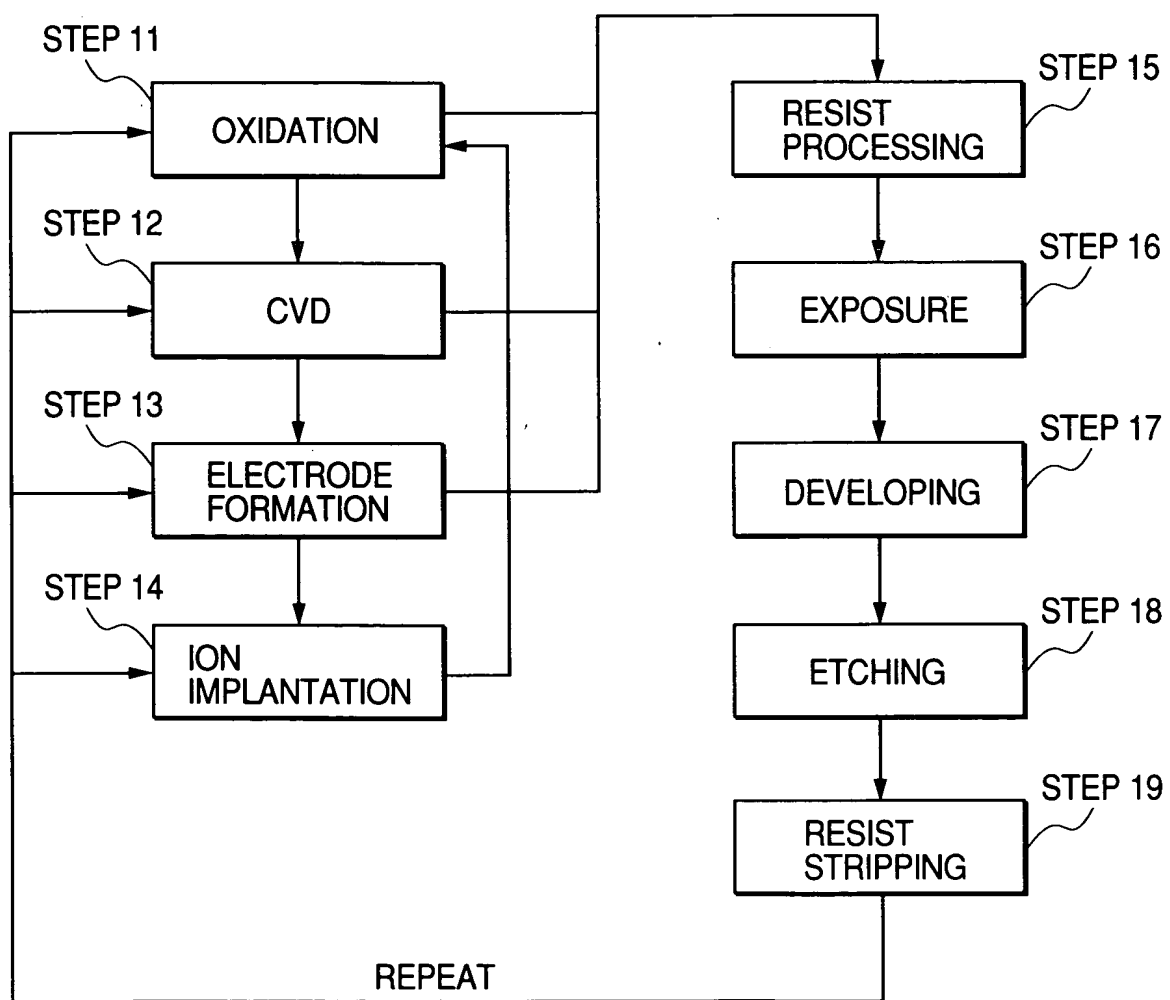 STEP 11
OXIDATION
STEP 12
CVD
STEP 13
ELECTRODE
FORMATION
STEP 14
ION
IMPLANTATION
STEP 15
RESIST
PROCESSING
STEP 16
EXPOSURE
STEP 17
DEVELOPING
STEP 18
ETCHING
STEP 19
RESIST
STRIPPING
REPEAT